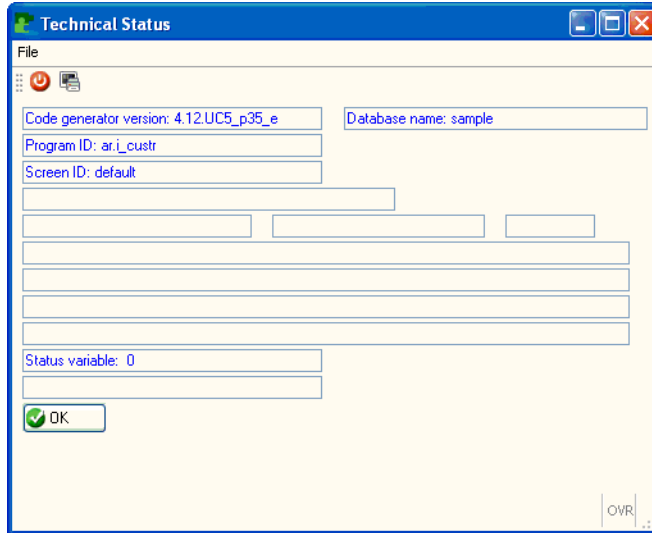 Technical Status
File
Code generator version: 4.12.UC5_p35_e
Database name: sample
Program ID: ar.i_custr
Screen ID: default
Status variable: 0
OK
OVR